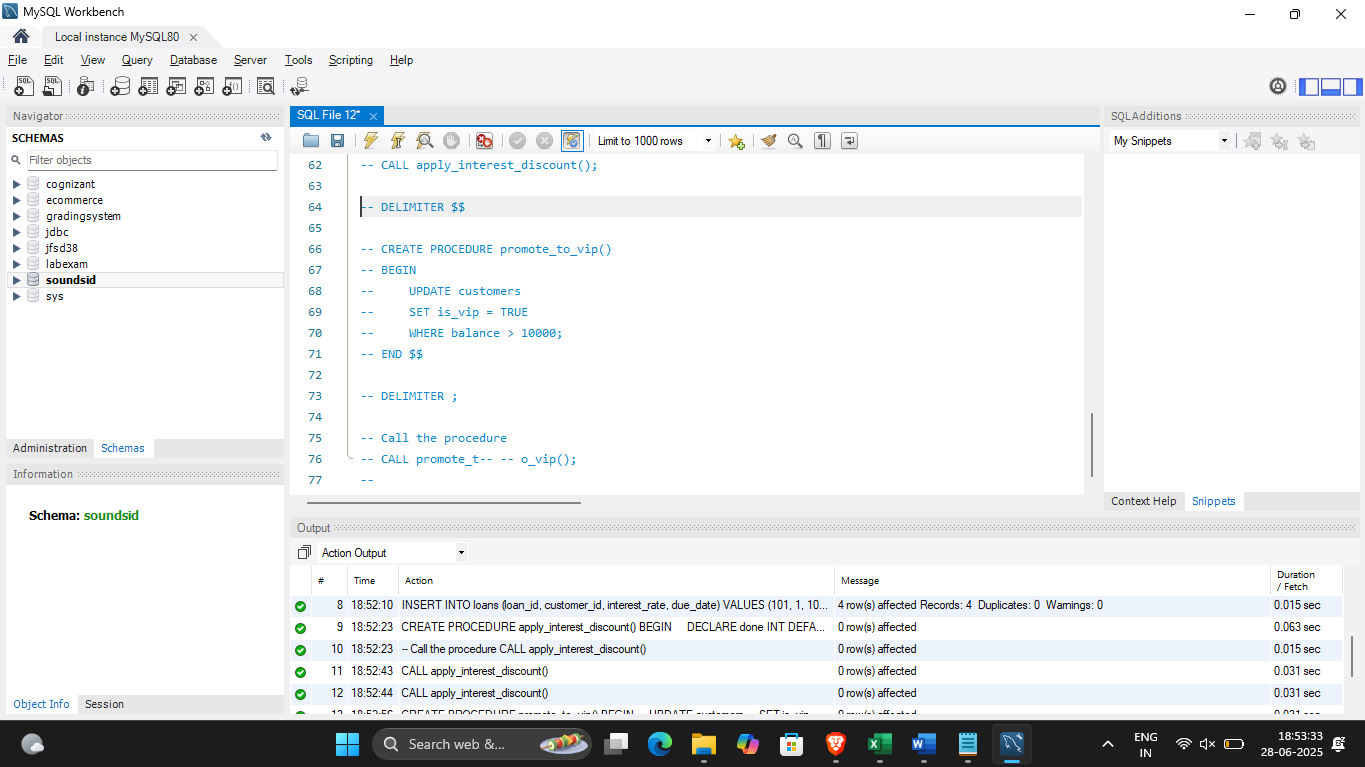 MySQL Workbench
Local instance MySQL80
File Edit View Query Database Server Tools Scripting Help
Navigator
SCHEMAS
Filter objects
cognizant
ecommerce
gradingsystem
jdbc
jfsd38
labexam
soundsid
sys
Administration Schemas
Information
Schema: soundsid
Object Info Session
SQL File 12*
Limit to 1000 rows
62 -- CALL apply_interest_discount();
63
64 -- DELIMITER $$
65
66 -- CREATE PROCEDURE promote_to_vip()
67 -- BEGIN
68 -- UPDATE customers
69 -- SET is_vip = TRUE
70 -- WHERE balance > 10000;
71 -- END $$
72
73 -- DELIMITER ;
74
75 -- Call the procedure
76 -- CALL promote_t-- -- o_vip();
77 --
SQLAdditions
My Snippets
Context Help Snippets
Output
Action Output
# Time Action Message Duration / Fetch
8 18:52:10 INSERT INTO loans (loan_id, customer_id, interest_rate, due_date) VALUES (101, 1, 10... 4 row(s) affected Records: 4 Duplicates: 0 Warnings: 0 0.015 sec
9 18:52:23 CREATE PROCEDURE apply_interest_discount() BEGIN DECLARE done INT DEFA... 0 row(s) affected 0.063 sec
10 18:52:23 -- Call the procedure CALL apply_interest_discount() 0 row(s) affected 0.015 sec
11 18:52:43 CALL apply_interest_discount() 0 row(s) affected 0.031 sec
12 18:52:44 CALL apply_interest_discount() 0 row(s) affected 0.031 sec
Search web &...
ENG
IN
18:53:33
28-06-2025